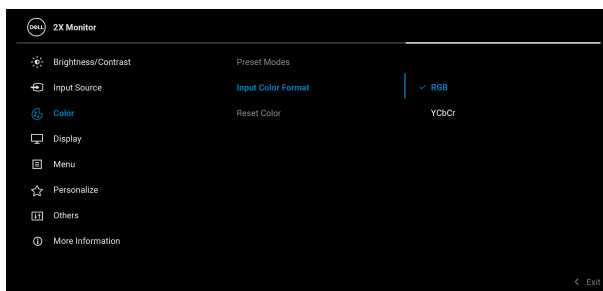 DELL 2X Monitor
Brightness/Contrast
Input Source
Color
Display
Menu
Personalize
Others
More Information
Preset Modes
Input Color Format
Reset Color
RGB
YCbCr
Exit